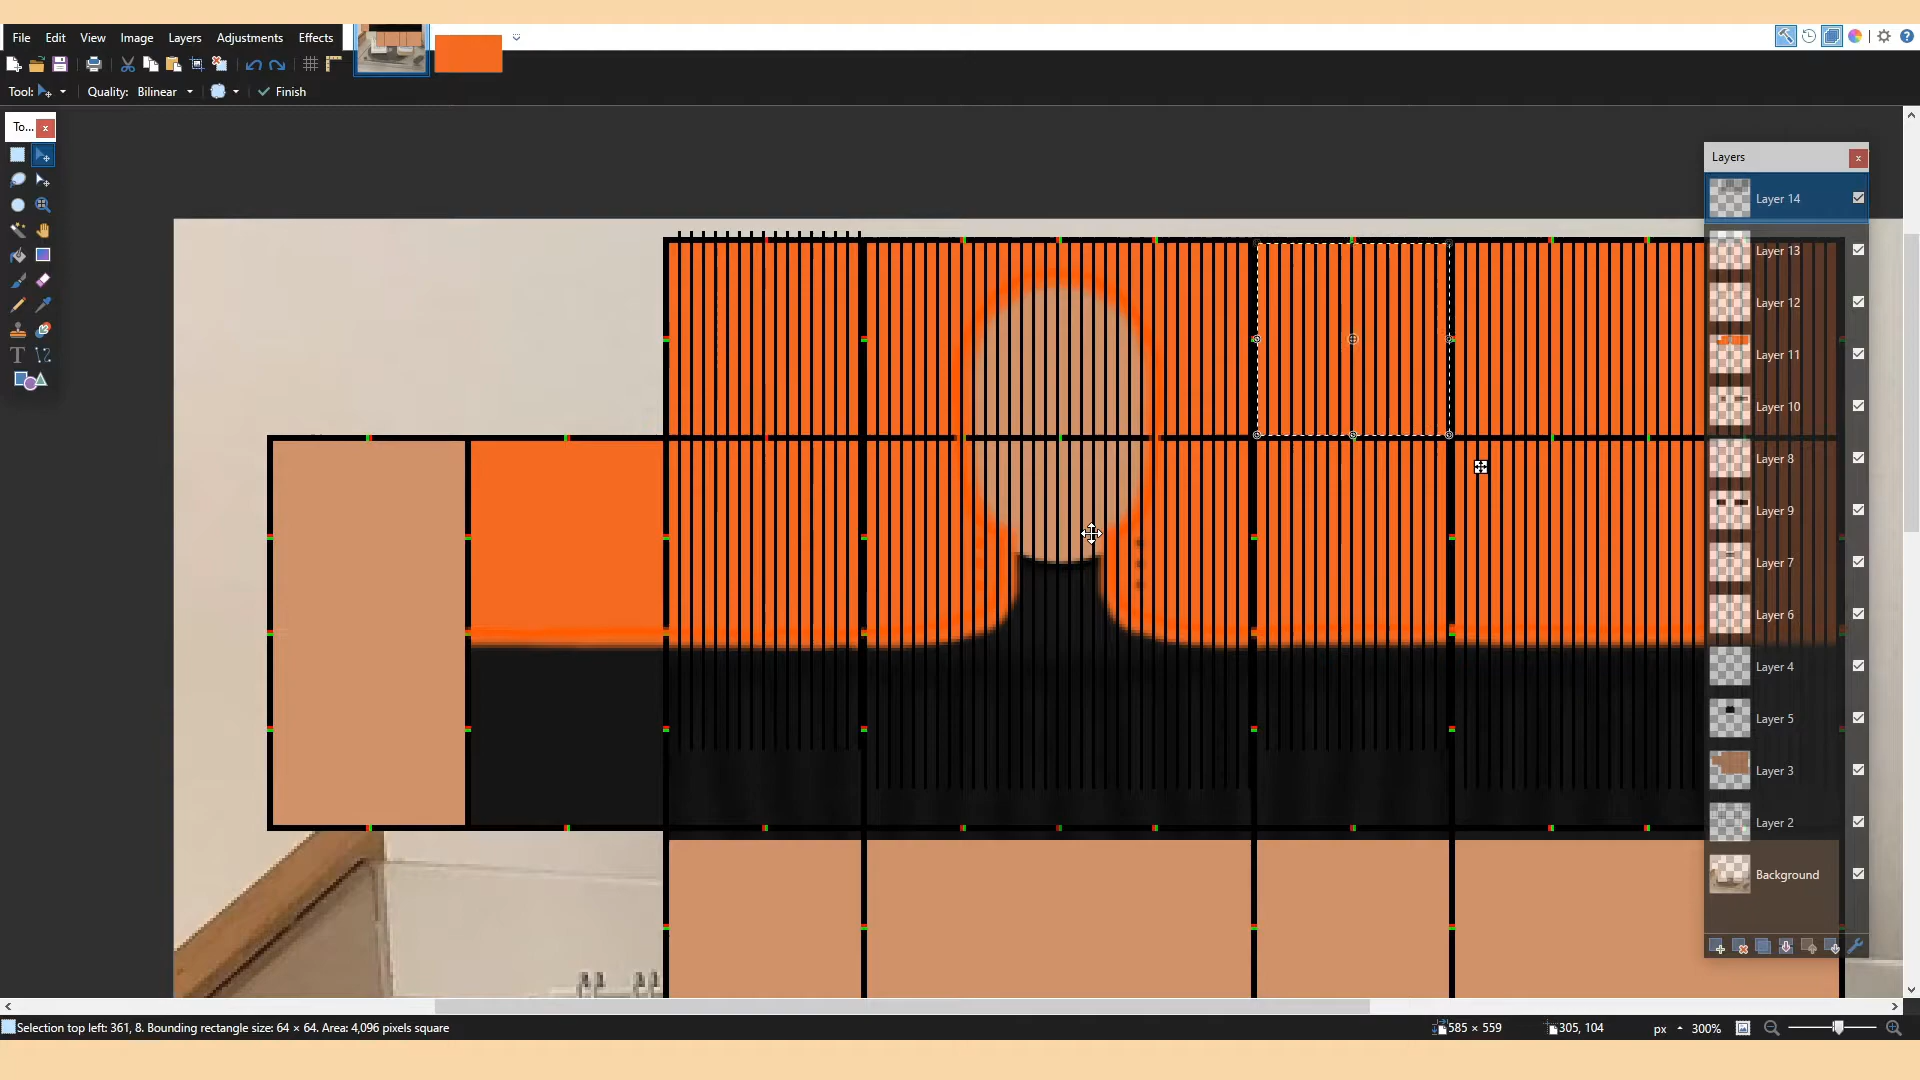 File Edit View Image Layers Adjustments Effects
Tool: Quality: Bilinear Finish
To...
Layers
Layer 14
Layer 13
Layer 12
Layer 11
Layer 10
Layer 8
Layer 9
Layer 7
Layer 6
Layer 4
Layer 5
Layer 3
Layer 2
Background
Selection top left: 361, 8. Bounding rectangle size: 64 × 64. Area: 4,096 pixels square 585 × 559 305, 104 px 300%